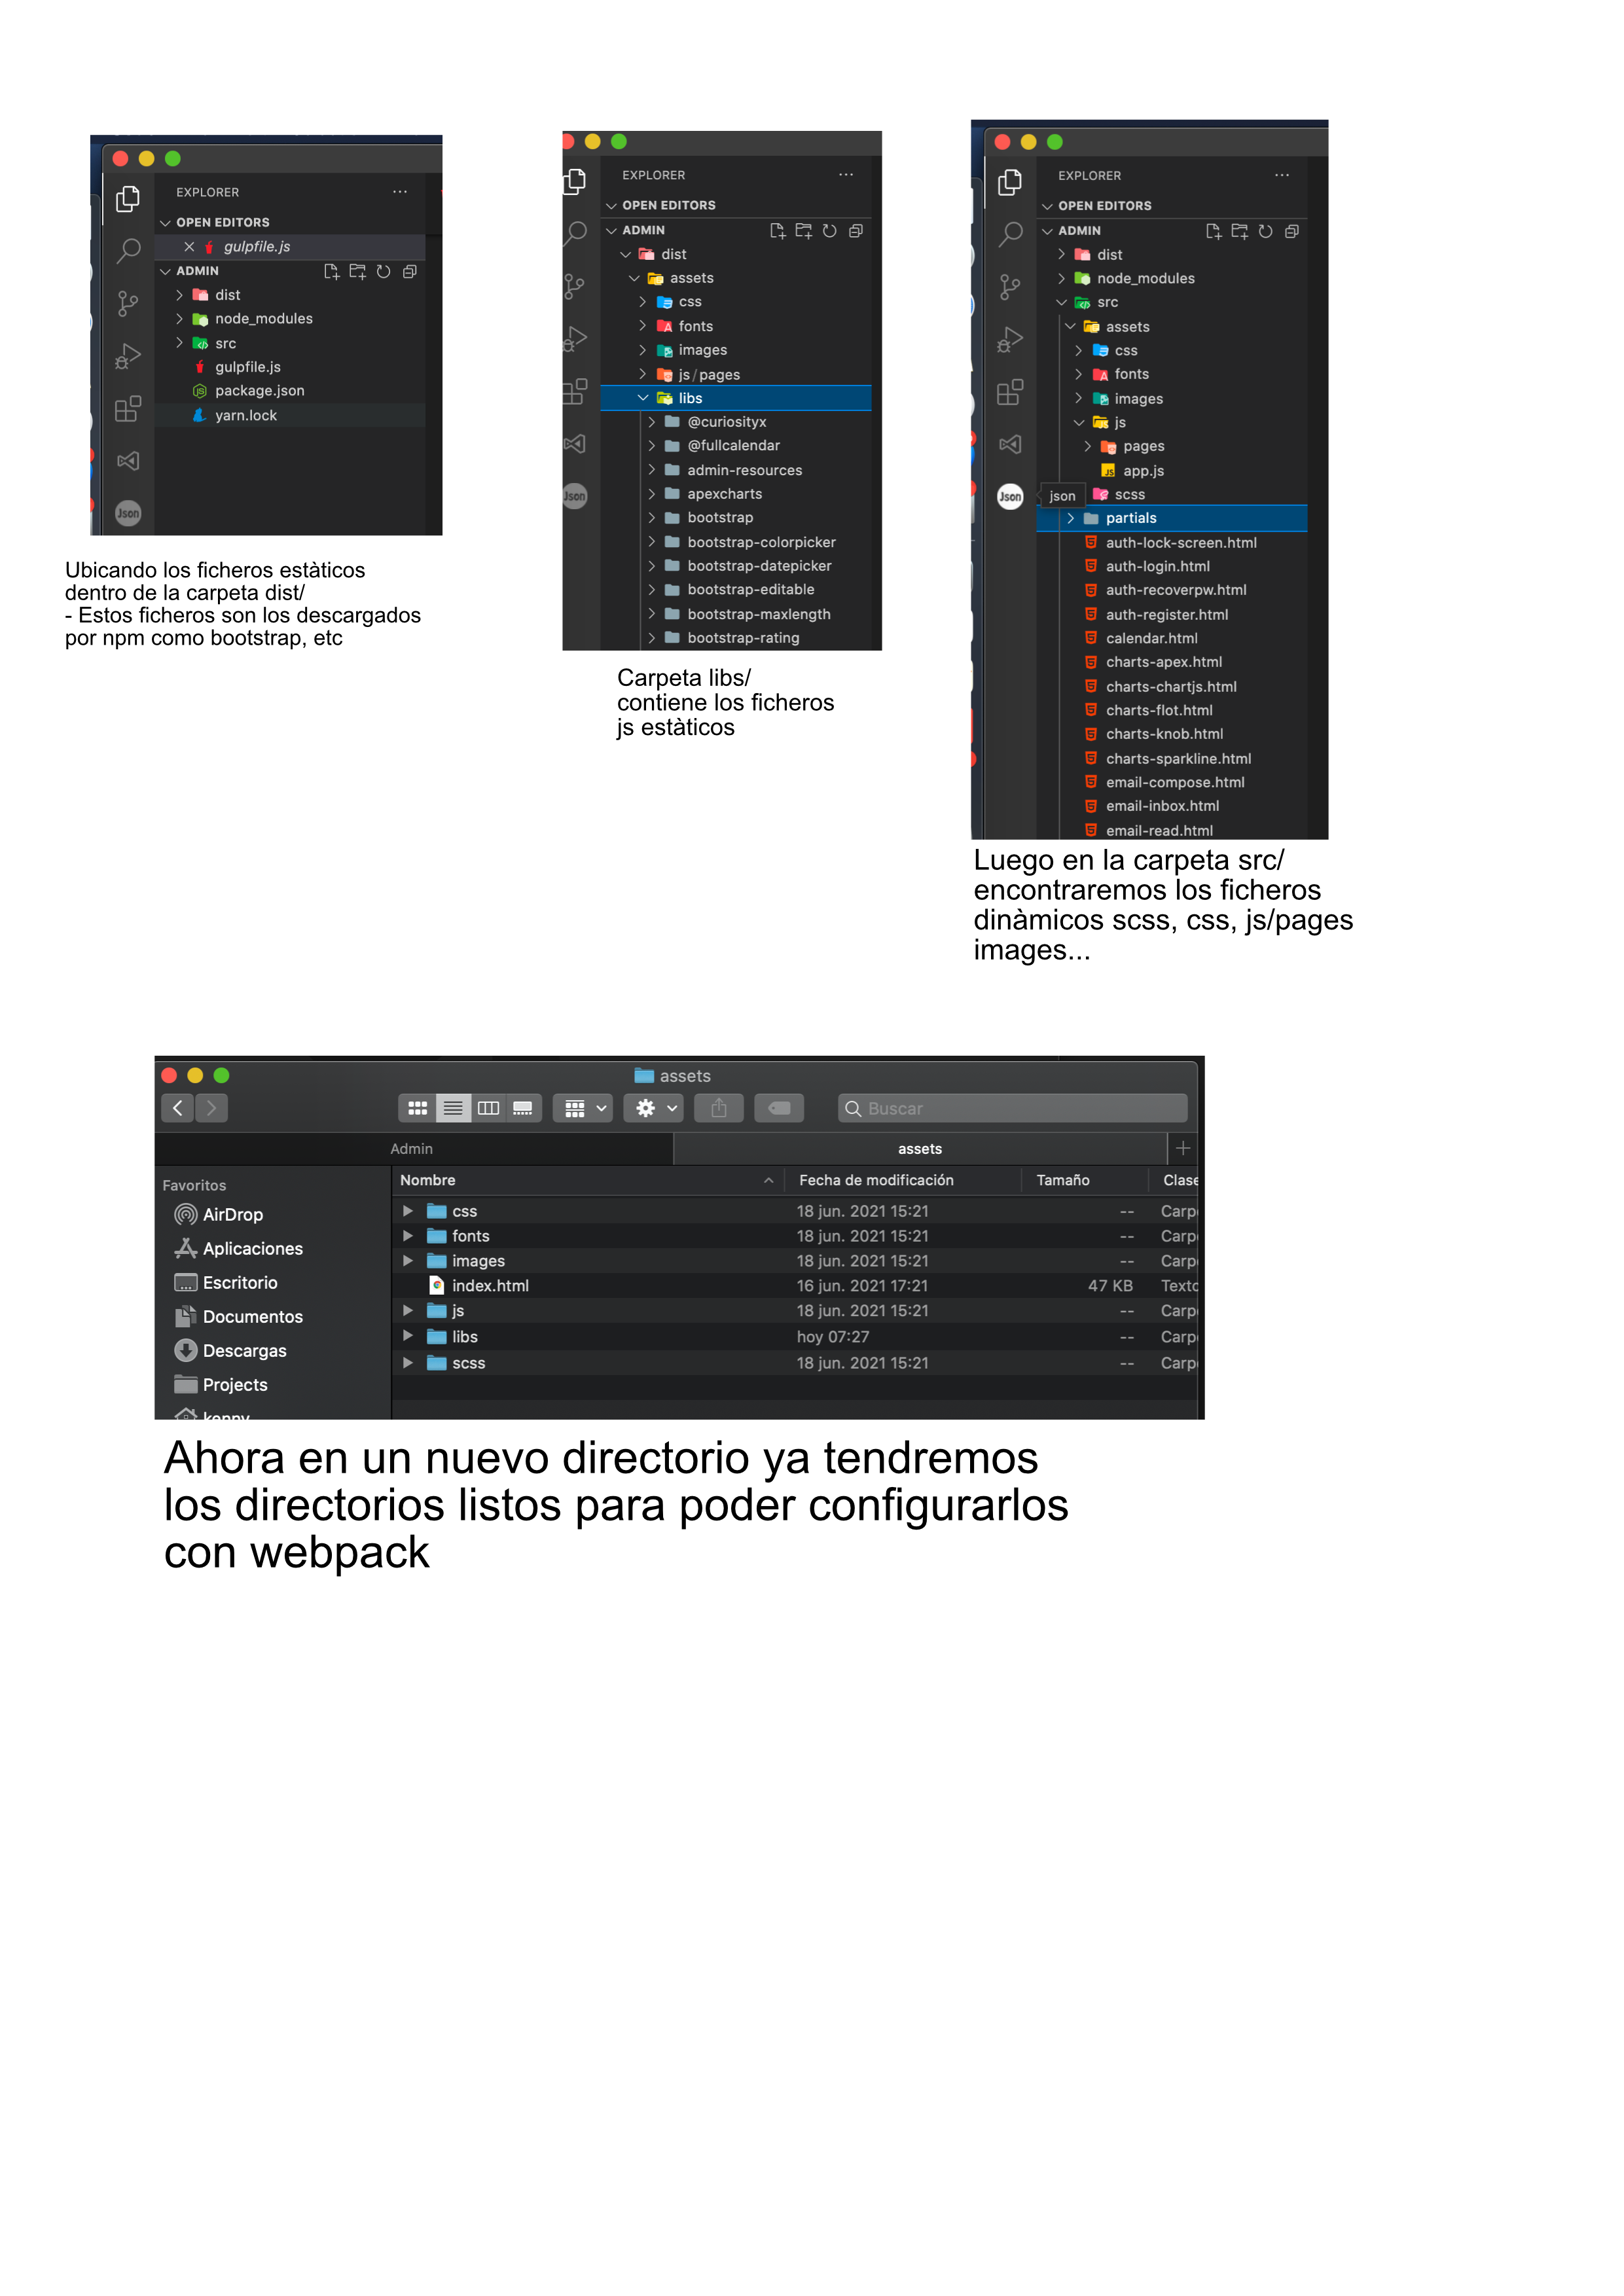 EXPLORER
OPEN EDITORS
gulpfile.js
ADMIN
dist
node_modules
src
gulpfile.js
package.json
yarn.lock
Json
Ubicando los ficheros estàticos
dentro de la carpeta dist/
- Estos ficheros son los descargados
por npm como bootstrap, etc
EXPLORER
OPEN EDITORS
ADMIN
dist
assets
css
fonts
images
js/pages
libs
@curiosityx
@fullcalendar
admin-resources
apexcharts
bootstrap
bootstrap-colorpicker
bootstrap-datepicker
bootstrap-editable
bootstrap-maxlength
bootstrap-rating
Json
Carpeta libs/
contiene los ficheros
js estàticos
EXPLORER
OPEN EDITORS
ADMIN
dist
node_modules
src
assets
css
fonts
images
js
pages
JS app.js
Json json scss
partials
auth-lock-screen.html
auth-login.html
auth-recoverpw.html
auth-register.html
calendar.html
charts-apex.html
charts-chartjs.html
charts-flot.html
charts-knob.html
charts-sparkline.html
email-compose.html
email-inbox.html
email-read.html
Luego en la carpeta src/
encontraremos los ficheros
dinàmicos scss, css, js/pages
images...
assets
Buscar
Admin assets
Favoritos
AirDrop
Aplicaciones
Escritorio
Documentos
Descargas
Projects
kenny
Nombre Fecha de modificación Tamaño Clase
css 18 jun. 2021 15:21 -- Carp
fonts 18 jun. 2021 15:21 -- Carp
images 18 jun. 2021 15:21 -- Carp
index.html 16 jun. 2021 17:21 47 KB Texto
js 18 jun. 2021 15:21 -- Carp
libs hoy 07:27 -- Carp
scss 18 jun. 2021 15:21 -- Carp
Ahora en un nuevo directorio ya tendremos
los directorios listos para poder configurarlos
con webpack